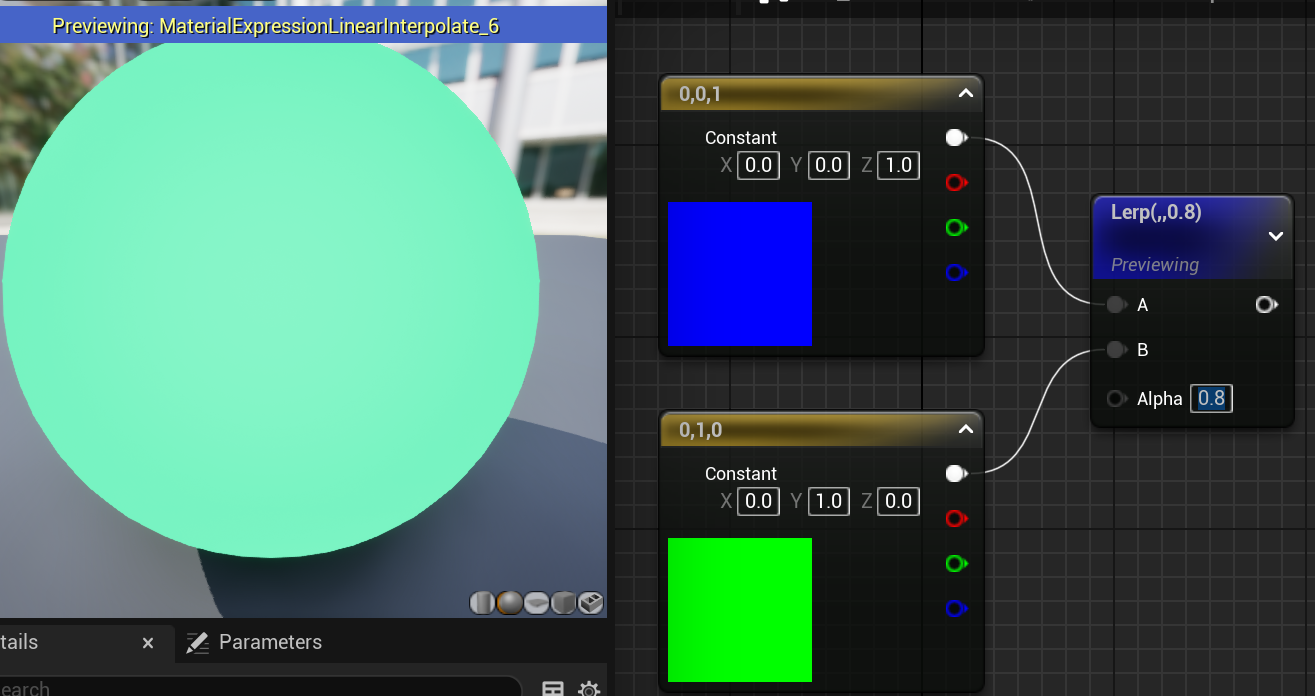 Previewing: MaterialExpressionLinearInterpolate_6
0,0,1
Constant
X 0.0 Y 0.0 Z 1.0
Lerp(,,0.8)
Previewing
A
B
Alpha 0.8
0,1,0
Constant
X 0.0 Y 1.0 Z 0.0
tails
Parameters
earch